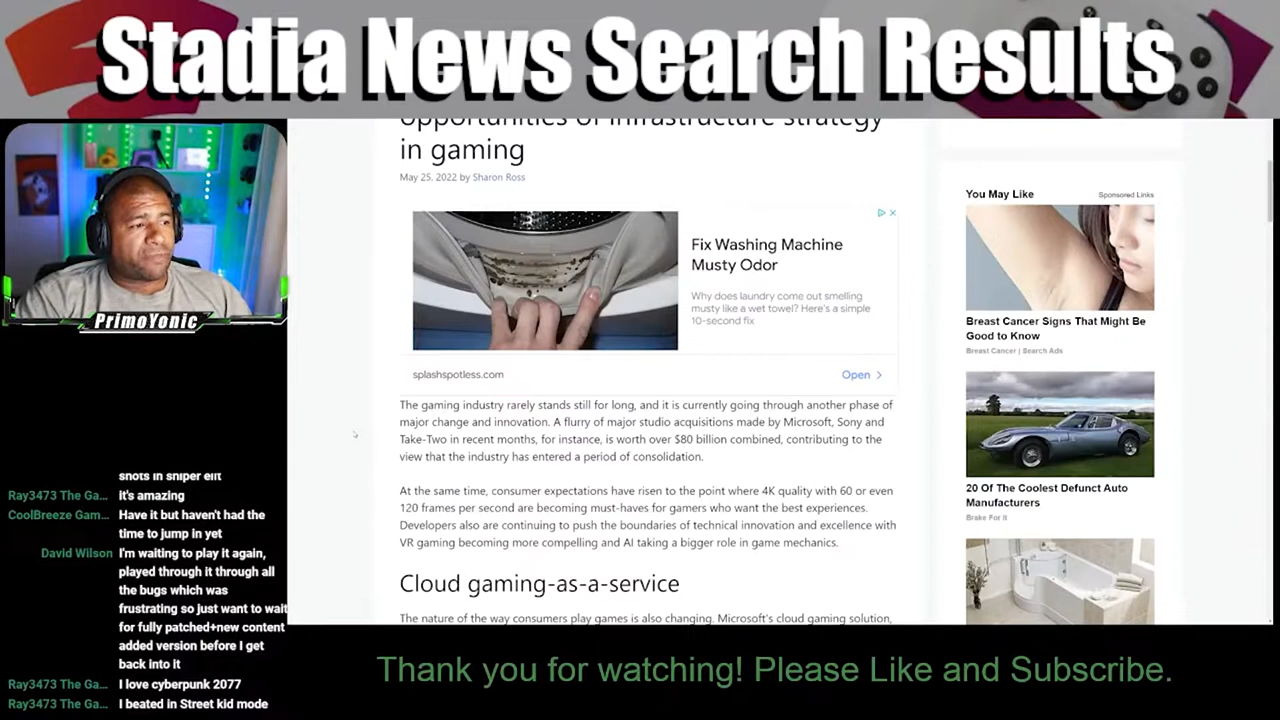 Stadia News Search Results
opportunities of infrastructure strategy
in gaming
May 25, 2022 by Sharon Ross
Fix Washing Machine
Musty Odor
Why does laundry come out smelling
musty like a wet towel? Here's a simple
10-second fix
splashspotless.com
Open
The gaming industry rarely stands still for long, and it is currently going through another phase of
major change and innovation. A flurry of major studio acquisitions made by Microsoft, Sony and
Take-Two in recent months, for instance, is worth over $80 billion combined, contributing to the
view that the industry has entered a period of consolidation.
At the same time, consumer expectations have risen to the point where 4K quality with 60 or even
120 frames per second are becoming must-haves for gamers who want the best experiences.
Developers also are continuing to push the boundaries of technical innovation and excellence with
VR gaming becoming more compelling and AI taking a bigger role in game mechanics.
Cloud gaming-as-a-service
The nature of the way consumers play games is also changing. Microsoft's cloud gaming solution,
You May Like
Sponsored Links
Breast Cancer Signs That Might Be
Good to Know
Breast Cancer | Search Ads
20 Of The Coolest Defunct Auto
Manufacturers
Brake For It
PrimoYonic
shots in sniper elit
Ray3473 The Ga... it's amazing
CoolBreeze Gam... Have it but haven't had the
time to jump in yet
David Wilson I'm waiting to play it again,
played through it through all
the bugs which was
frustrating so just want to wait
for fully patched+new content
added version before I get
back into it
Ray3473 The Ga... I love cyberpunk 2077
Ray3473 The Ga... I beated in Street kid mode
Thank you for watching! Please Like and Subscribe.